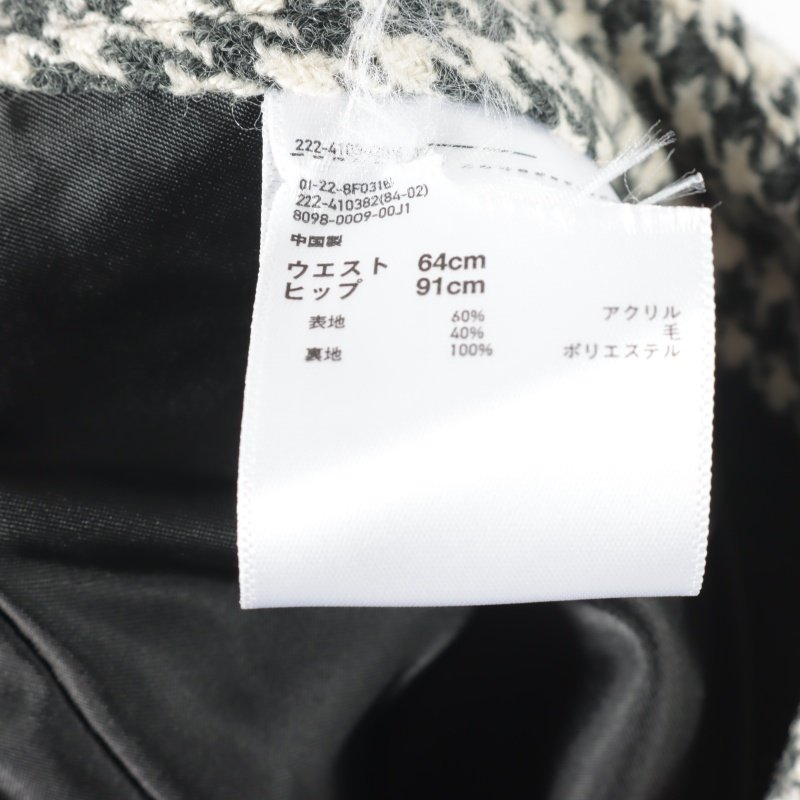 01-22-8F0316
222-410382(84-02)
8098-0009-00J1
中国製
ウエスト 64cm
ヒップ 91cm
表地 60% アクリル
40% 毛
裏地 100% ポリエステル